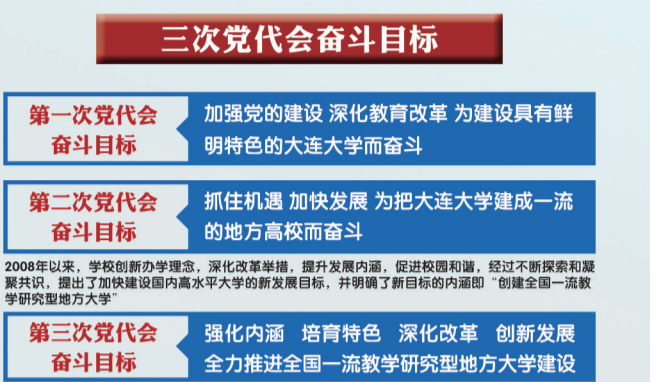 三次党代会奋斗目标
第一次党代会
奋斗目标
加强党的建设 深化教育改革 为建设具有鲜
明特色的大连大学而奋斗
第二次党代会
奋斗目标
抓住机遇 加快发展 为把大连大学建成一流
的地方高校而奋斗
2008年以来，学校创新办学理念，深化改革举措，提升发展内涵，促进校园和谐，经过不断探索和凝
聚共识，提出了加快建设国内高水平大学的新发展目标，并明确了新目标的内涵即“创建全国一流教
学研究型地方大学”
第三次党代会
奋斗目标
强化内涵 培育特色 深化改革 创新发展
全力推进全国一流教学研究型地方大学建设